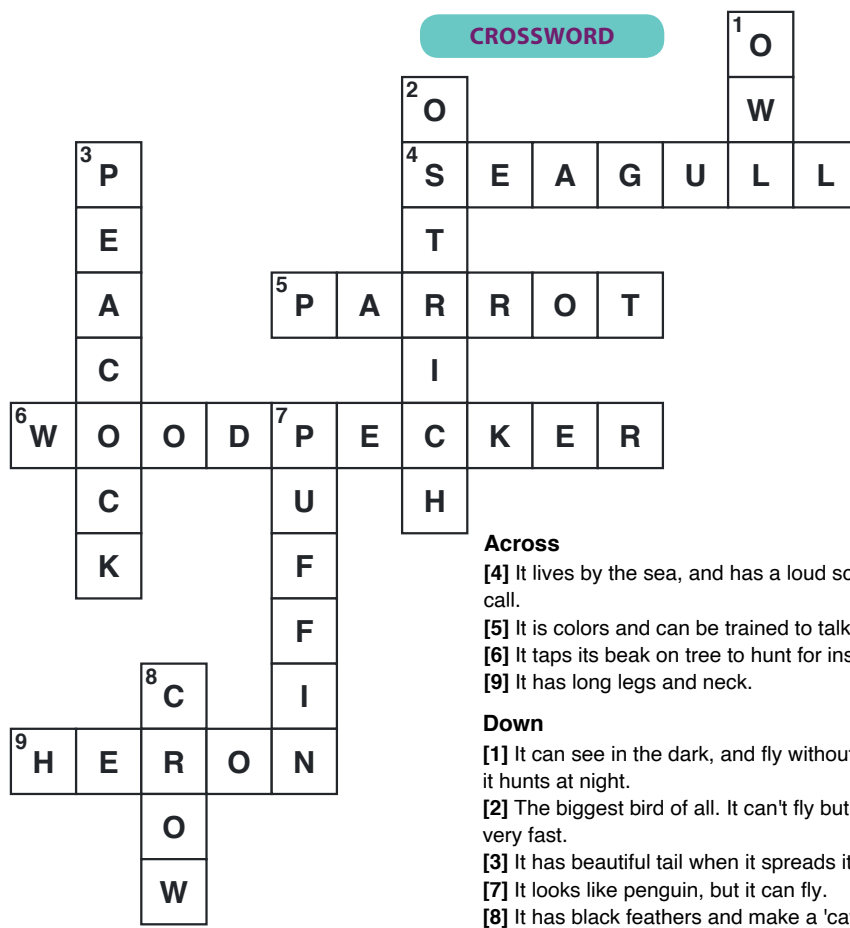 CROSSWORD
1 O
2 O W
3 P 4 S E A G U L L
E T
A 5 P A R R O T
C I
6 W O O D 7 P E C K E R
C U H
K F
F
8 C I
9 H E R O N
O
W
Across
[4] It lives by the sea, and has a loud
call.
[5] It is colors and can be trained to talk
[6] It taps its beak on tree to hunt for ins
[9] It has long legs and neck.
Down
[1] It can see in the dark, and fly without
it hunts at night.
[2] The biggest bird of all. It can't fly but
very fast.
[3] It has beautiful tail when it spreads it
[7] It looks like penguin, but it can fly.
[8] It has black feathers and make a